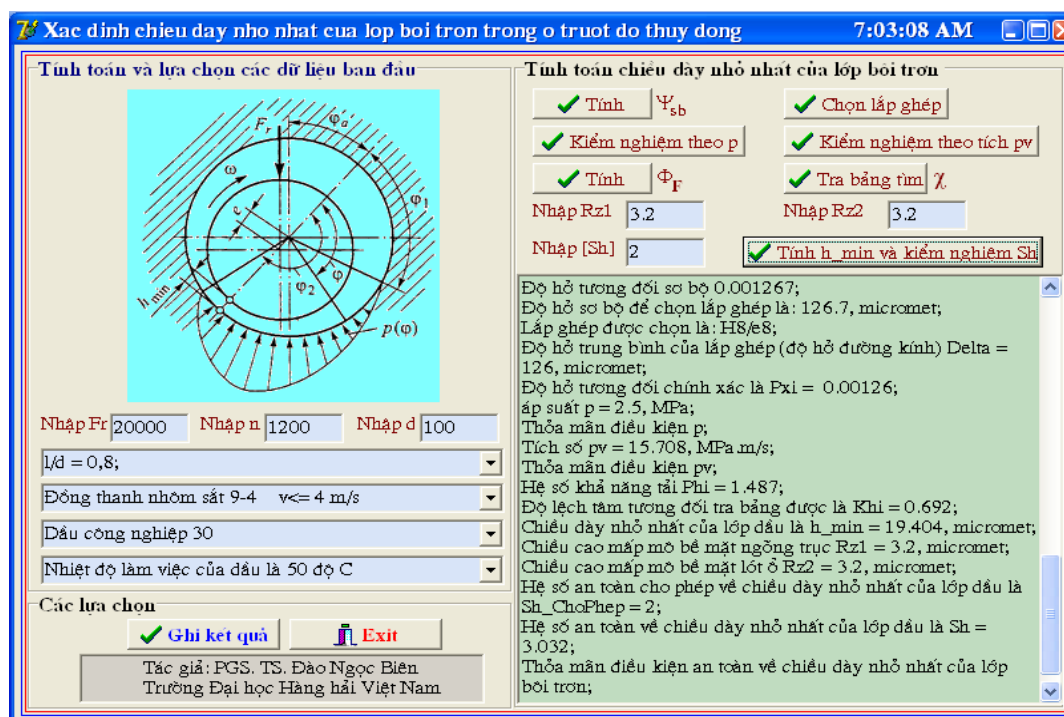 Xac dinh chieu day nho nhat cua lop boi tron trong o truot do thuy dong 7:03:08 AM
Tính toán và lựa chọn các dữ liệu ban đầu
F_r
φ'_a
ω
e
φ_1
φ
φ_2
h_min
p(φ)
Nhập Fr 20000 Nhập n 1200 Nhập d 100
l/d = 0,8;
Đồng thanh nhôm sắt 9-4 v<= 4 m/s
Dầu công nghiệp 30
Nhiệt độ làm việc của dầu là 50 độ C
Các lựa chọn
Ghi kết quả Exit
Tác giả: PGS. TS. Đào Ngọc Biên
Trường Đại học Hàng hải Việt Nam
Tính toán chiều dày nhỏ nhất của lớp bôi trơn
Tính Ψsb Chọn lắp ghép
Kiểm nghiệm theo p Kiểm nghiệm theo tích pv
Tính Φ_F Tra bảng tìm χ
Nhập Rz1 3.2 Nhập Rz2 3.2
Nhập [Sh] 2 Tính h_min và kiểm nghiệm Sh
Độ hở tương đối sơ bộ 0.001267;
Độ hở sơ bộ để chọn lắp ghép là: 126.7, micromet;
Lắp ghép được chọn là: H8/e8;
Độ hở trung bình của lắp ghép (độ hở đường kính) Delta =
126, micromet;
Độ hở tương đối chính xác là Pxi = 0.00126;
áp suất p = 2.5, MPa;
Thỏa mãn điều kiện p;
Tích số pv = 15.708, MPa.m/s;
Thỏa mãn điều kiện pv;
Hệ số khả năng tải Phi = 1.487;
Độ lệch tâm tương đối tra bảng được là Khi = 0.692;
Chiều dày nhỏ nhất của lớp dầu là h_min = 19.404, micromet;
Chiều cao mấp mô bề mặt ngõng trục Rz1 = 3.2, micromet;
Chiều cao mấp mô bề mặt lót ổ Rz2 = 3.2, micromet;
Hệ số an toàn cho phép về chiều dày nhỏ nhất của lớp dầu là
Sh_ChoPhep = 2;
Hệ số an toàn về chiều dày nhỏ nhất của lớp dầu là Sh =
3.032;
Thỏa mãn điều kiện an toàn về chiều dày nhỏ nhất của lớp
bôi trơn;